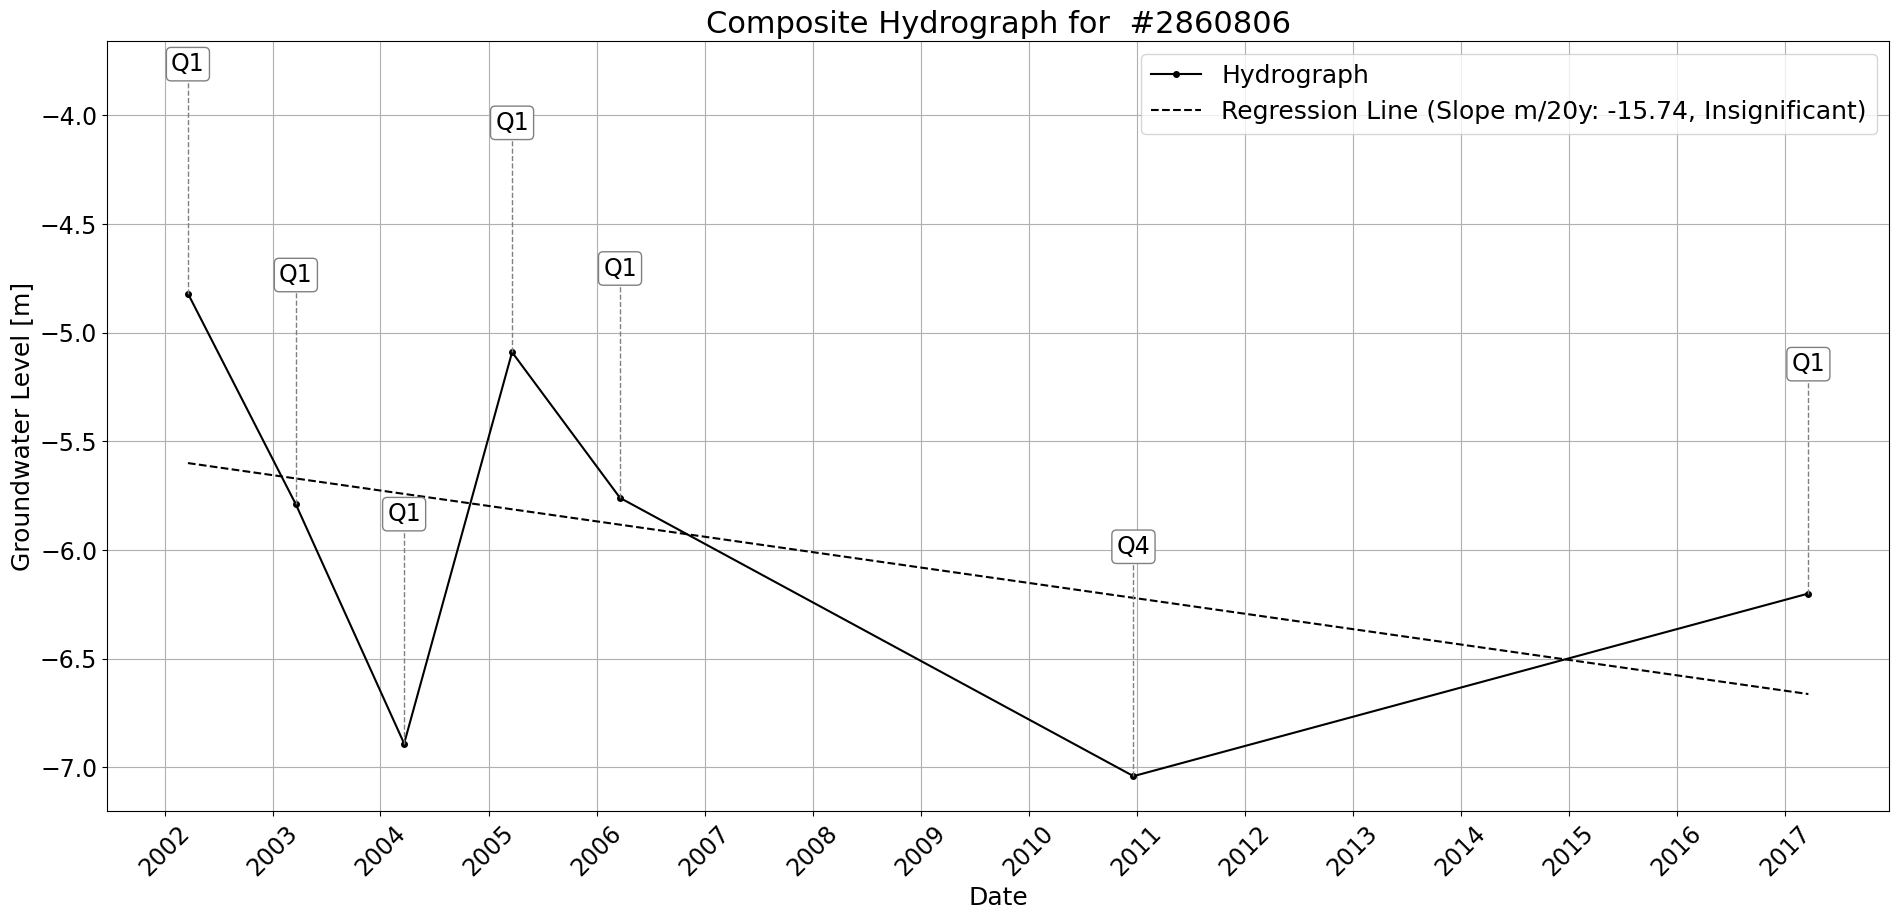 Composite Hydrograph for  #2860806
Hydrograph
Regression Line (Slope m/20y: -15.74, Insignificant)
Q1
Q1
Q1
Q1
Q1
Q4
Q1
Groundwater Level [m]
−4.0
−4.5
−5.0
−5.5
−6.0
−6.5
−7.0
2002
2003
2004
2005
2006
2007
2008
2009
2010
2011
2012
2013
2014
2015
2016
2017
Date